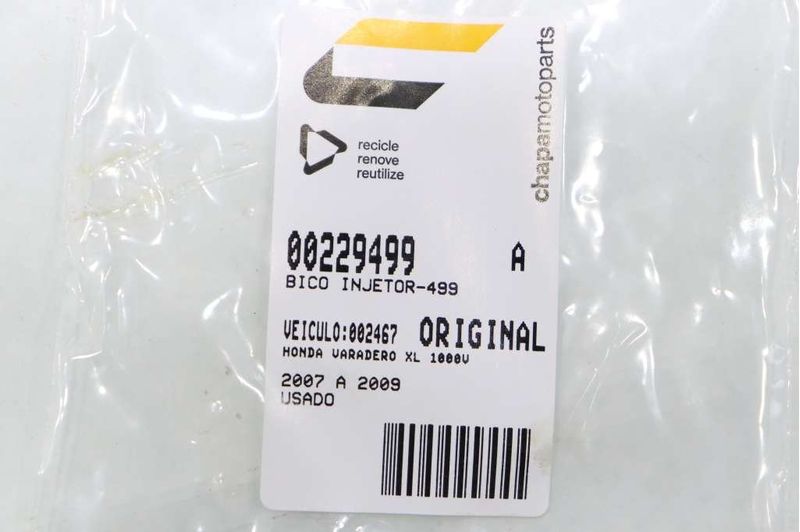 chapamotoparts
recicle
renove
reutilize
00229499 A
BICO INJETOR-499
VEICULO:002467 ORIGINAL
HONDA VARADERO XL 1000V
2007 A 2009
USADO